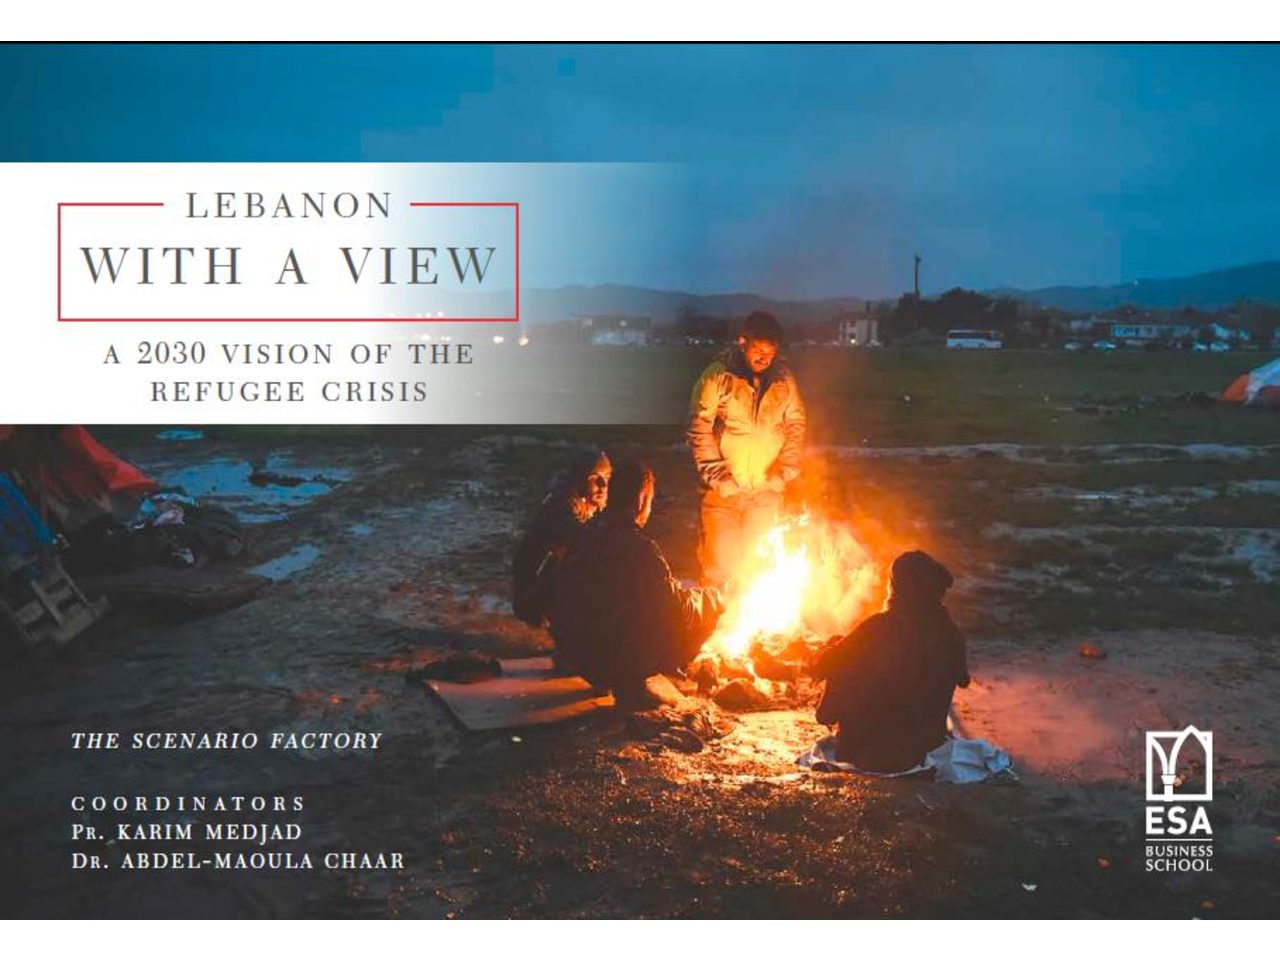 LEBANON
WITH A VIEW
A 2030 VISION OF THE
REFUGEE CRISIS
THE SCENARIO FACTORY
COORDINATORS
PR. KARIM MEDJAD
DR. ABDEL-MAOULA CHAAR
ESA
BUSINESS
SCHOOL